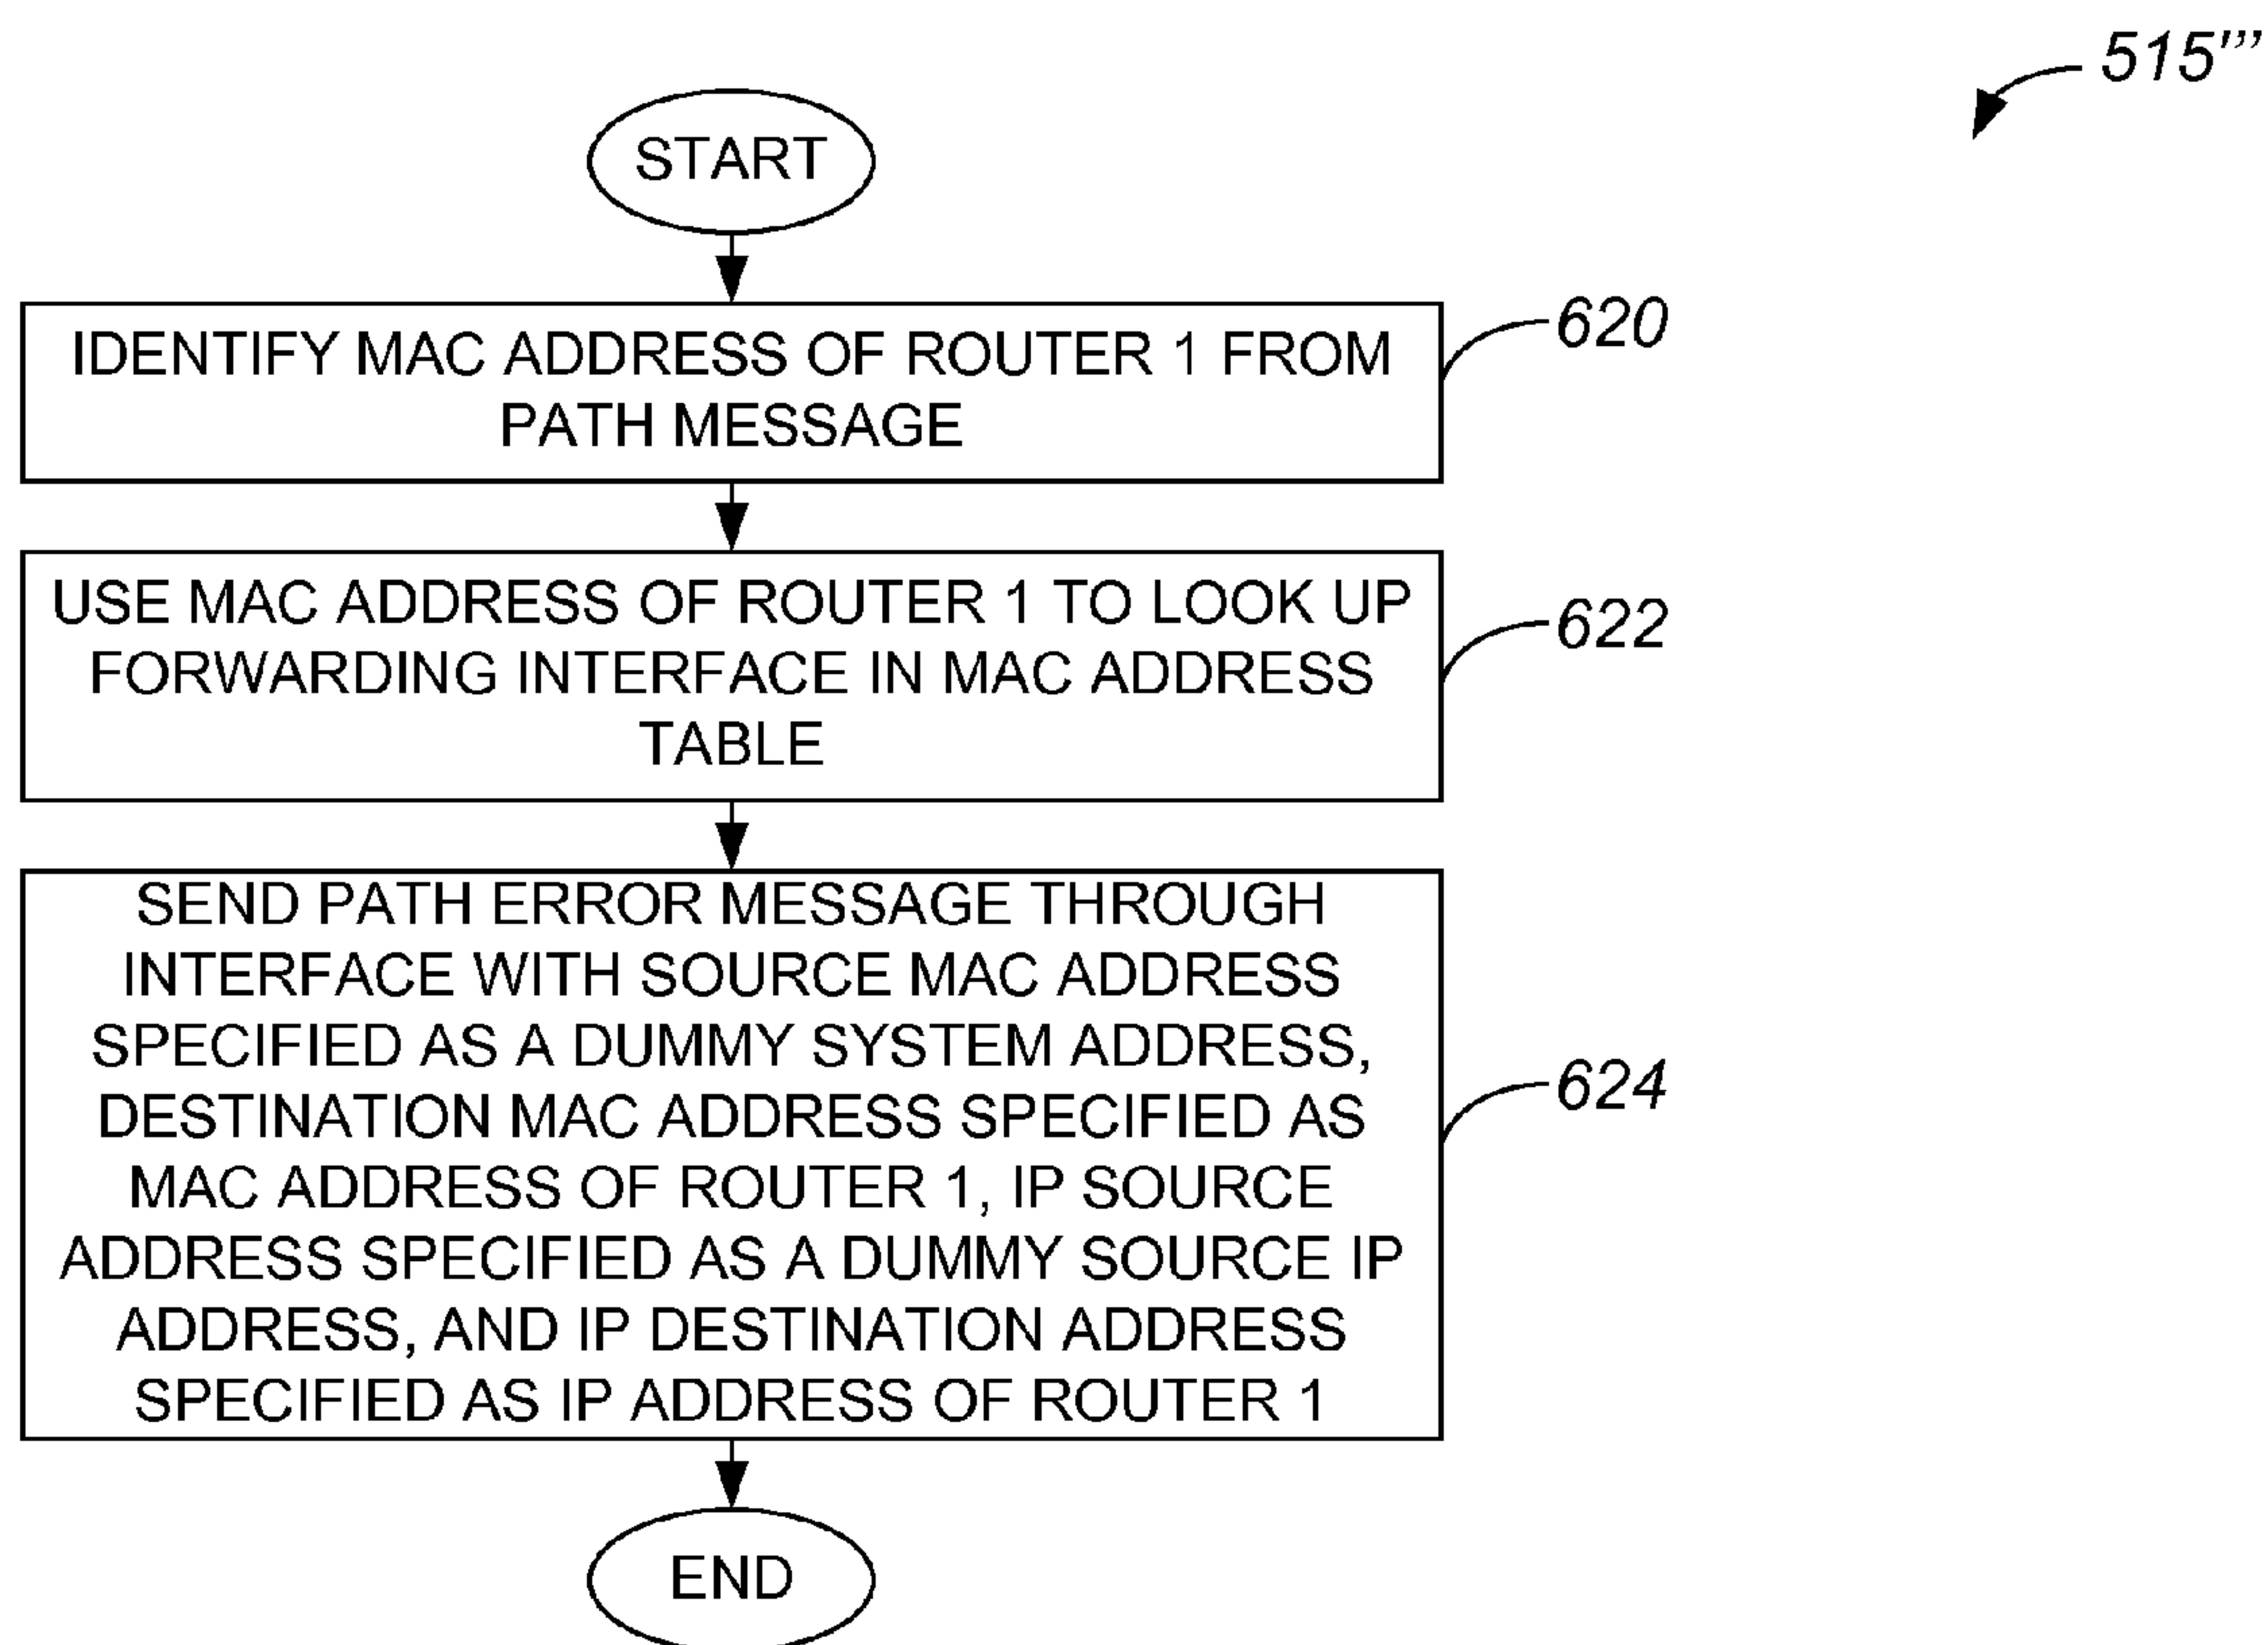 515''''
START
IDENTIFY MAC ADDRESS OF ROUTER 1 FROM
PATH MESSAGE
620
USE MAC ADDRESS OF ROUTER 1 TO LOOK UP
FORWARDING INTERFACE IN MAC ADDRESS
TABLE
622
SEND PATH ERROR MESSAGE THROUGH
INTERFACE WITH SOURCE MAC ADDRESS
SPECIFIED AS A DUMMY SYSTEM ADDRESS,
DESTINATION MAC ADDRESS SPECIFIED AS
MAC ADDRESS OF ROUTER 1, IP SOURCE
ADDRESS SPECIFIED AS A DUMMY SOURCE IP
ADDRESS, AND IP DESTINATION ADDRESS
SPECIFIED AS IP ADDRESS OF ROUTER 1
624
END